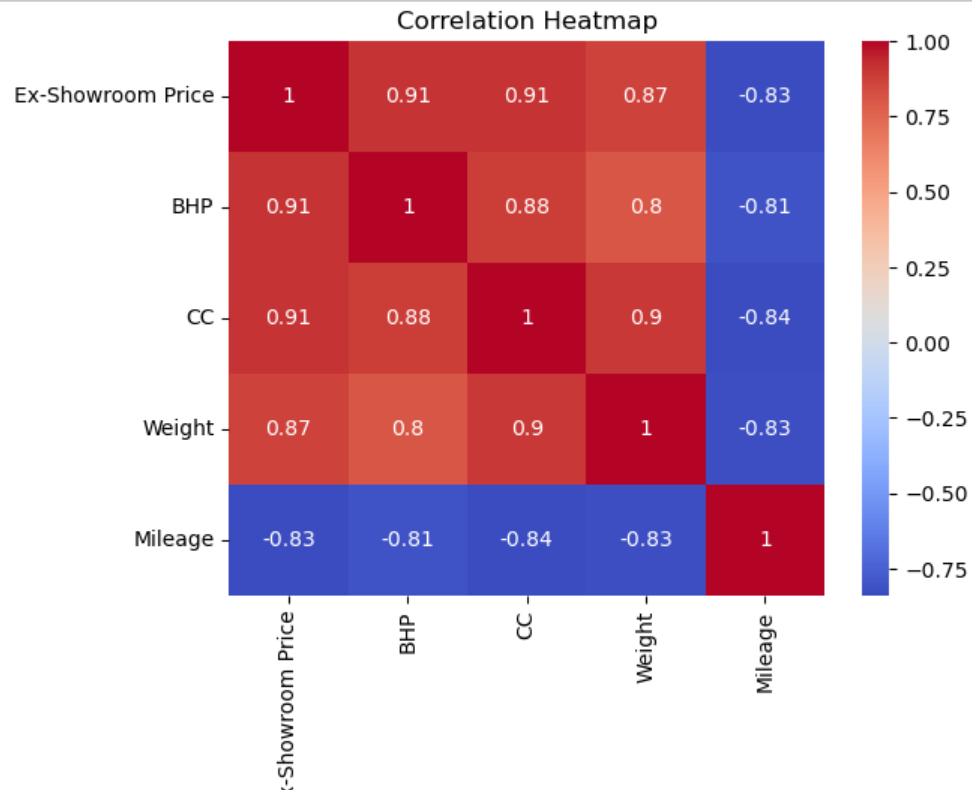 Correlation Heatmap
Ex-Showroom Price 1 0.91 0.91 0.87 -0.83
BHP 0.91 1 0.88 0.8 -0.81
CC 0.91 0.88 1 0.9 -0.84
Weight 0.87 0.8 0.9 1 -0.83
Mileage -0.83 -0.81 -0.84 -0.83 1
x-Showroom Price
BHP
CC
Weight
Mileage
1.00
0.75
0.50
0.25
0.00
−0.25
−0.50
−0.75